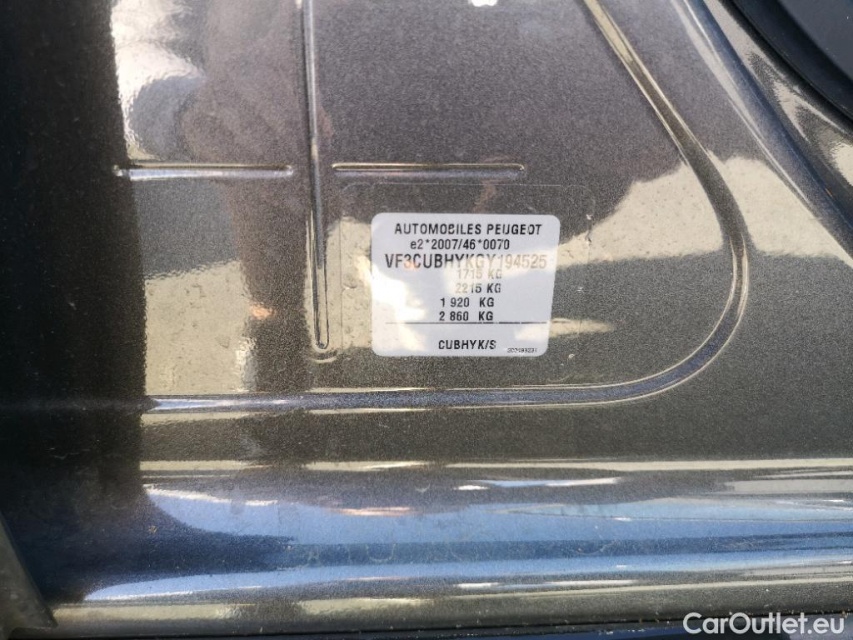 AUTOMOBILES PEUGEOT
e2*2007/46*0070
VF3CUBHYKGY194525
1715 KG
2215 KG
1 920 KG
2 860 KG
CUBHYK/S
CarOutlet.eu